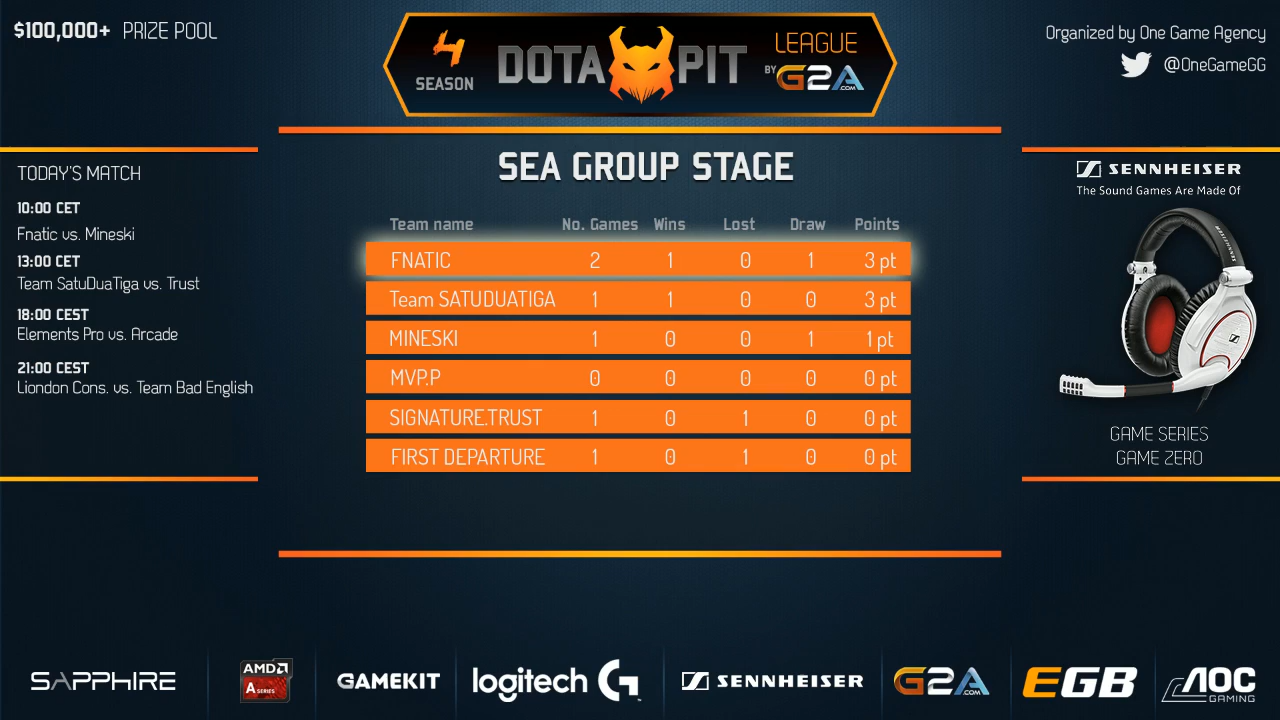 $100,000+ PRIZE POOL
4
SEASON
DOTA PIT
LEAGUE
BY G2A.COM
Organized by One Game Agency
@OneGameGG
TODAY'S MATCH
10:00 CET
Fnatic vs. Mineski
13:00 CET
Team SatuDuaTiga vs. Trust
18:00 CEST
Elements Pro vs. Arcade
21:00 CEST
Liondon Cons. vs. Team Bad English
SEA GROUP STAGE
Team name No. Games Wins Lost Draw Points
FNATIC 2 1 0 1 3 pt
Team SATUDUATIGA 1 1 0 0 3 pt
MINESKI 1 0 0 1 1 pt
MVP.P 0 0 0 0 0 pt
SIGNATURE.TRUST 1 0 1 0 0 pt
FIRST DEPARTURE 1 0 1 0 0 pt
SENNHEISER
The Sound Games Are Made Of
SENNHEISER
GAME SERIES
GAME ZERO
SAPPHIRE
AMD
A SERIES
GAMEKIT
logitech G
SENNHEISER
G2A.COM
EGB
AOC
GAMING